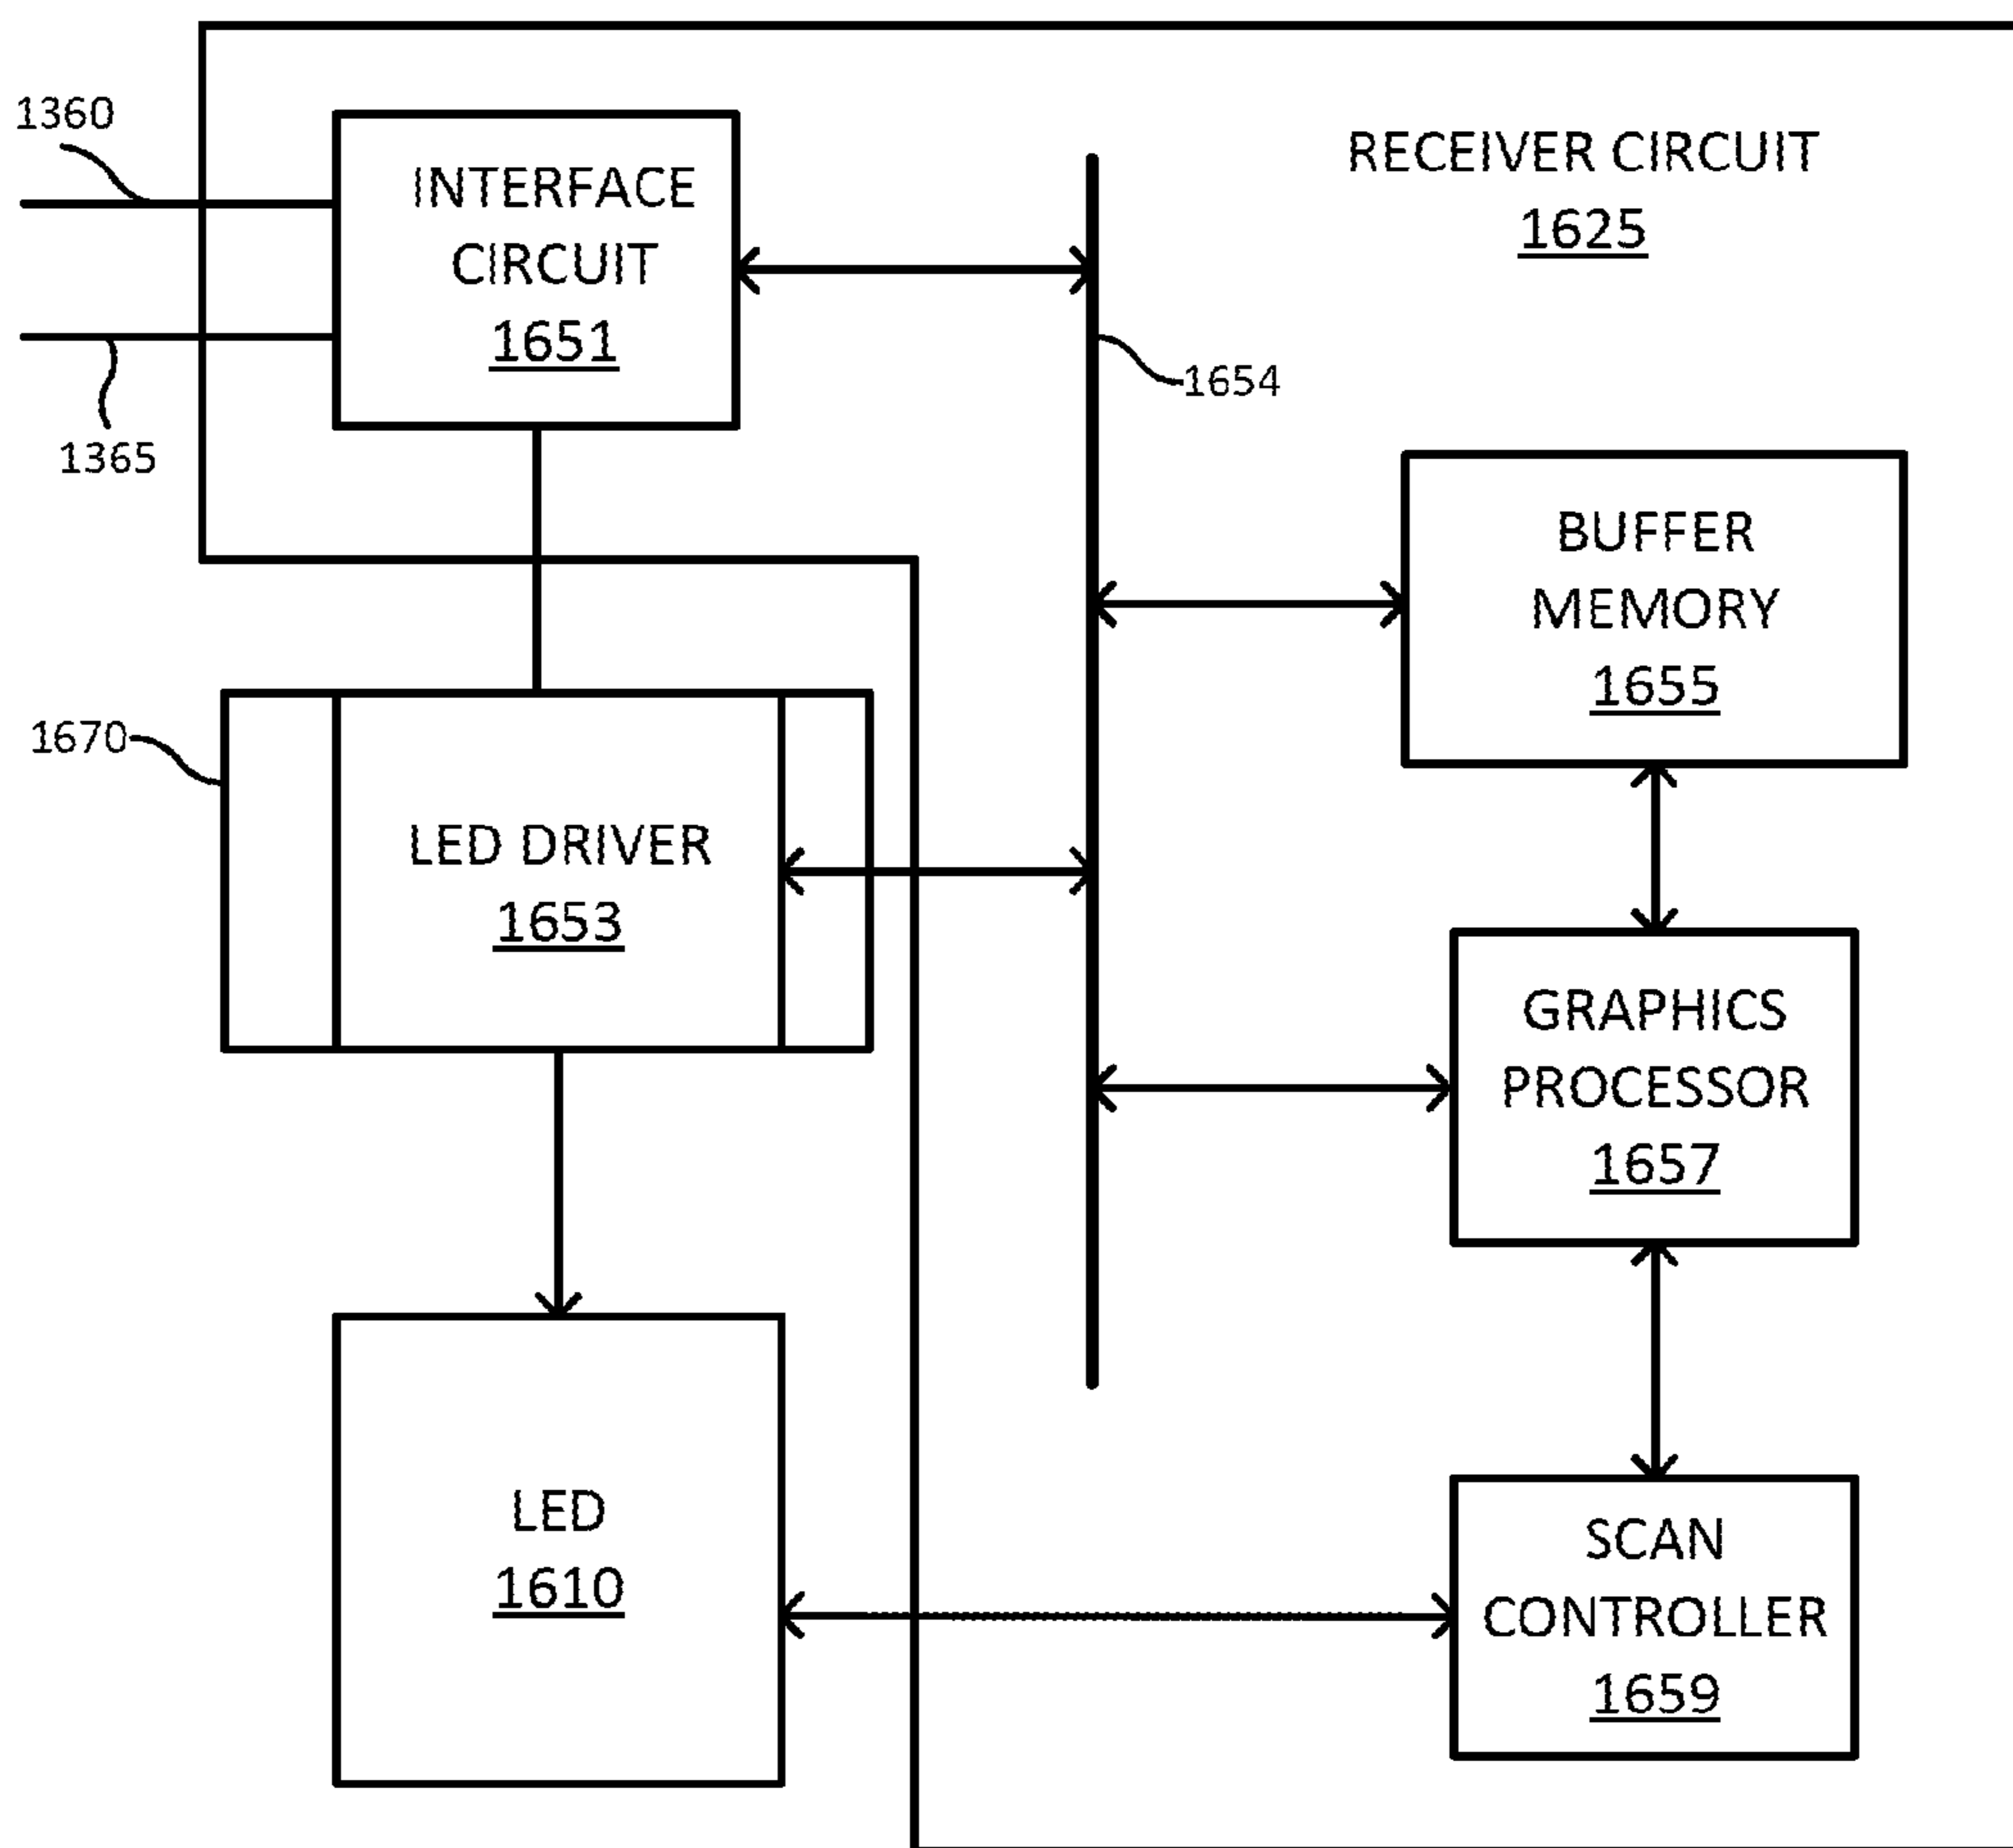 1360
INTERFACE
CIRCUIT
1651
RECEIVER CIRCUIT
1625
1365
1654
BUFFER
MEMORY
1655
1670
LED DRIVER
1653
GRAPHICS
PROCESSOR
1657
LED
1610
SCAN
CONTROLLER
1659